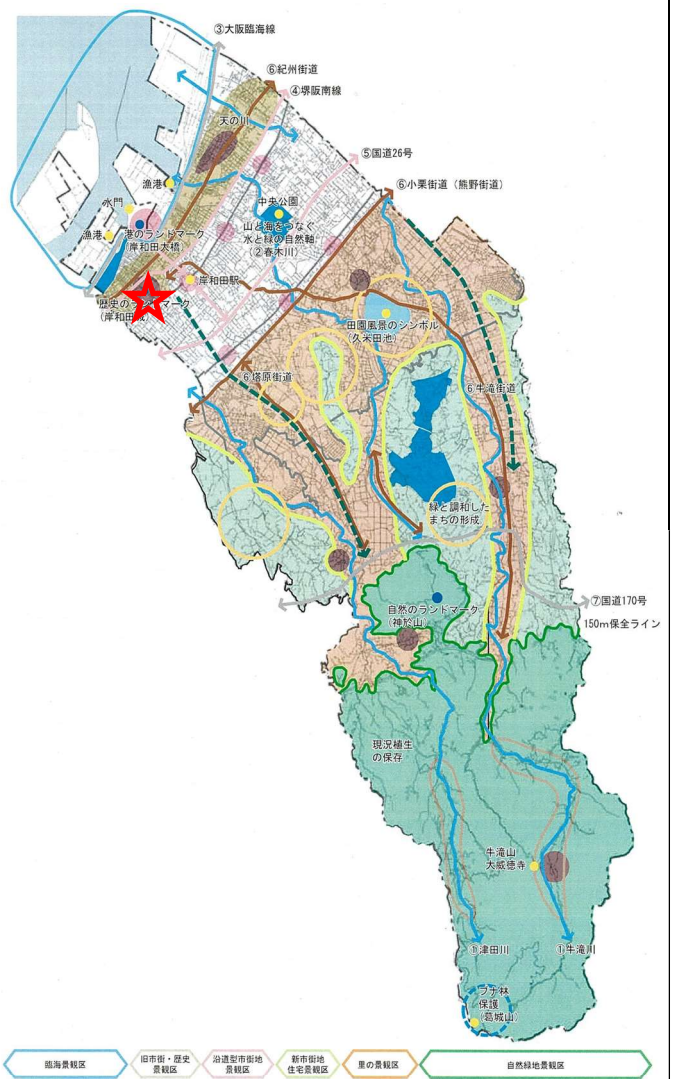 ③大阪臨海線
⑥紀州街道
④堺阪南線
天の川
⑤国道26号
漁港
⑥小栗街道（熊野街道）
水門
中央公園
山と海をつなぐ
水と緑の自然軸
（②春木川）
漁港
港のランドマーク
（岸和田大橋）
岸和田駅
歴史のランドマーク
（岸和田城）
田園風景のシンボル
（久米田池）
6塔原街道
6牛滝街道
緑と調和した
まちの形成
⑦国道170号
自然のランドマーク
（神於山）
150m保全ライン
現況植生
の保存
牛滝山
大威徳寺
①津田川
①牛滝川
ブナ林
保護
（葛城山）
臨海景観区
旧市街・歴史
景観区
沿道型市街地
景観区
新市街地
住宅景観区
里の景観区
自然緑地景観区